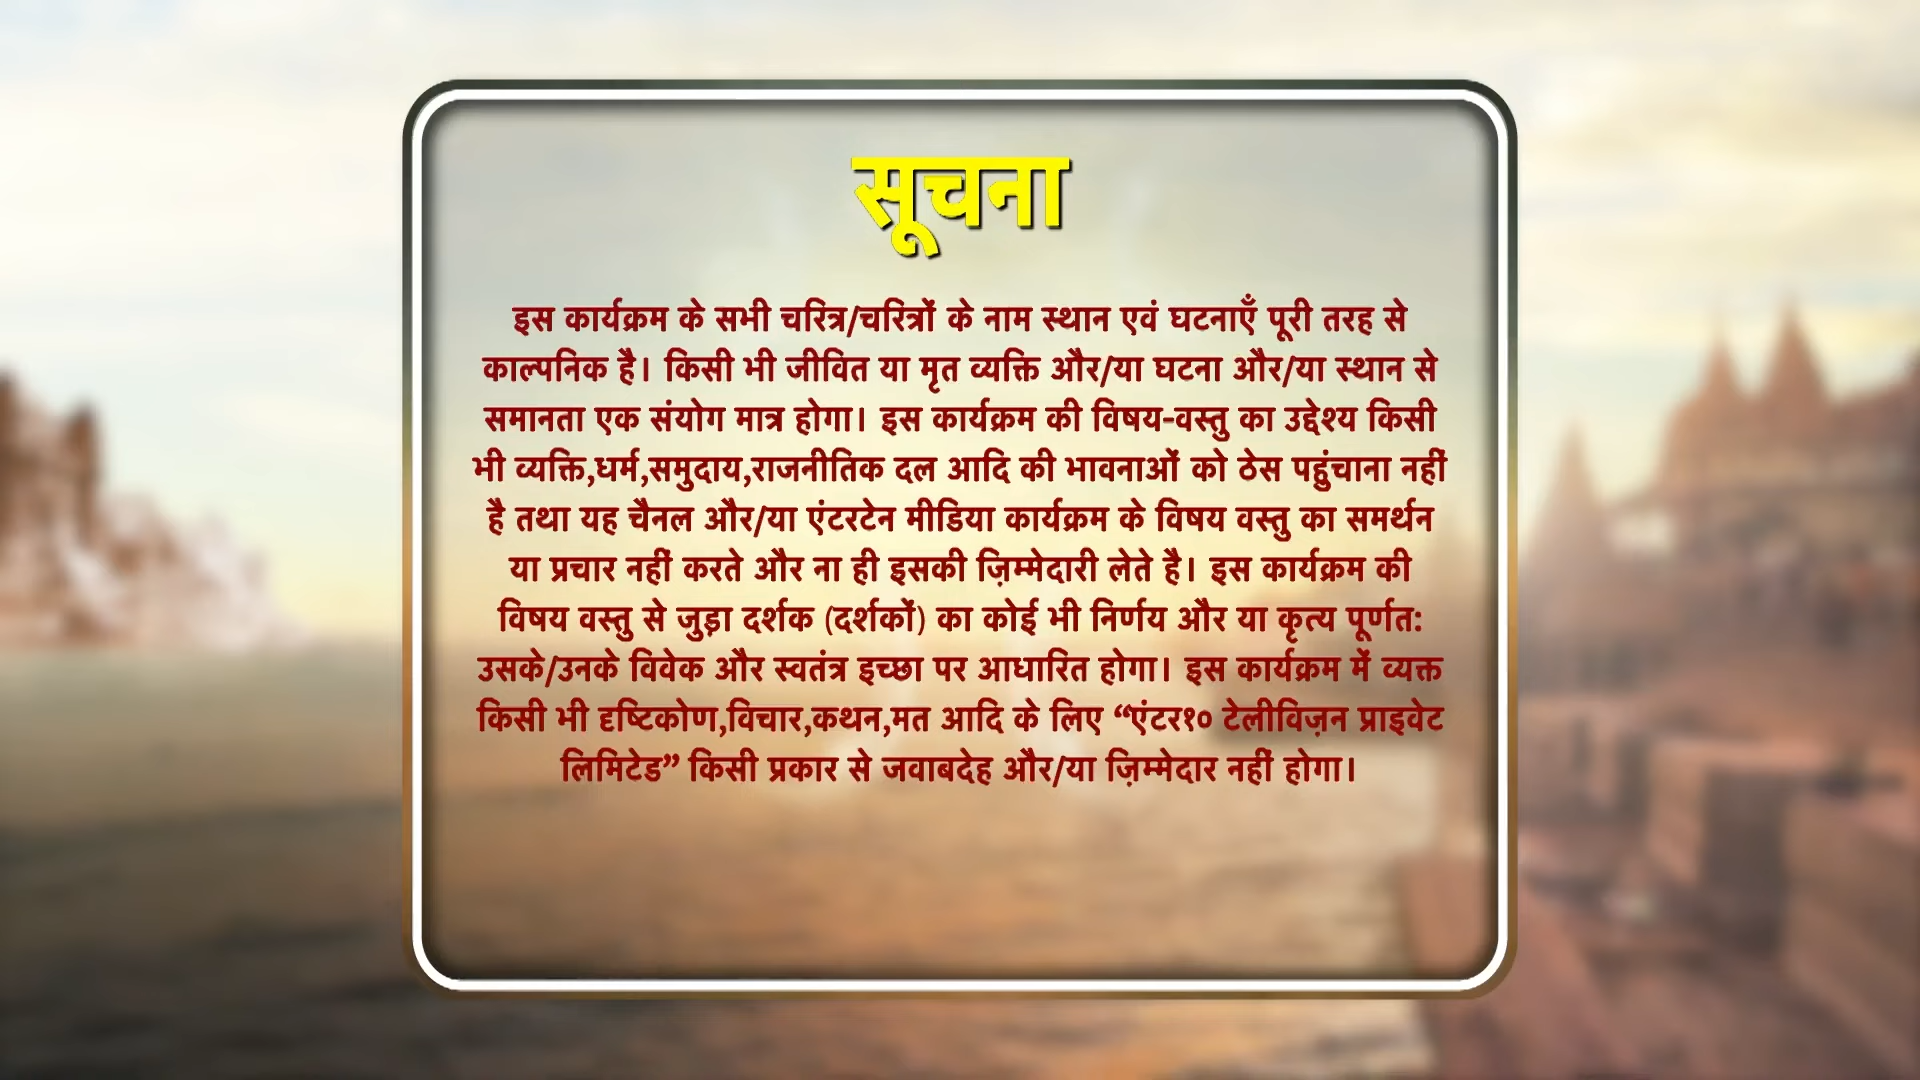 सूचना
इस कार्यक्रम के सभी चरित्र/चरित्रों के नाम स्थान एवं घटनाएँ पूरी तरह से
काल्पनिक है। किसी भी जीवित या मृत व्यक्ति और/या घटना और/या स्थान से
समानता एक संयोग मात्र होगा। इस कार्यक्रम की विषय-वस्तु का उद्देश्य किसी
भी व्यक्ति,धर्म,समुदाय,राजनीतिक दल आदि की भावनाओं को ठेस पहुंचाना नहीं
है तथा यह चैनल और/या एंटरटेन मीडिया कार्यक्रम के विषय वस्तु का समर्थन
या प्रचार नहीं करते और ना ही इसकी ज़िम्मेदारी लेते है। इस कार्यक्रम की
विषय वस्तु से जुड़ा दर्शक (दर्शकों) का कोई भी निर्णय और या कृत्य पूर्णत:
उसके/उनके विवेक और स्वतंत्र इच्छा पर आधारित होगा। इस कार्यक्रम में व्यक्त
किसी भी दृष्टिकोण,विचार,कथन,मत आदि के लिए “एंटर१० टेलीविज़न प्राइवेट
लिमिटेड” किसी प्रकार से जवाबदेह और/या ज़िम्मेदार नहीं होगा।